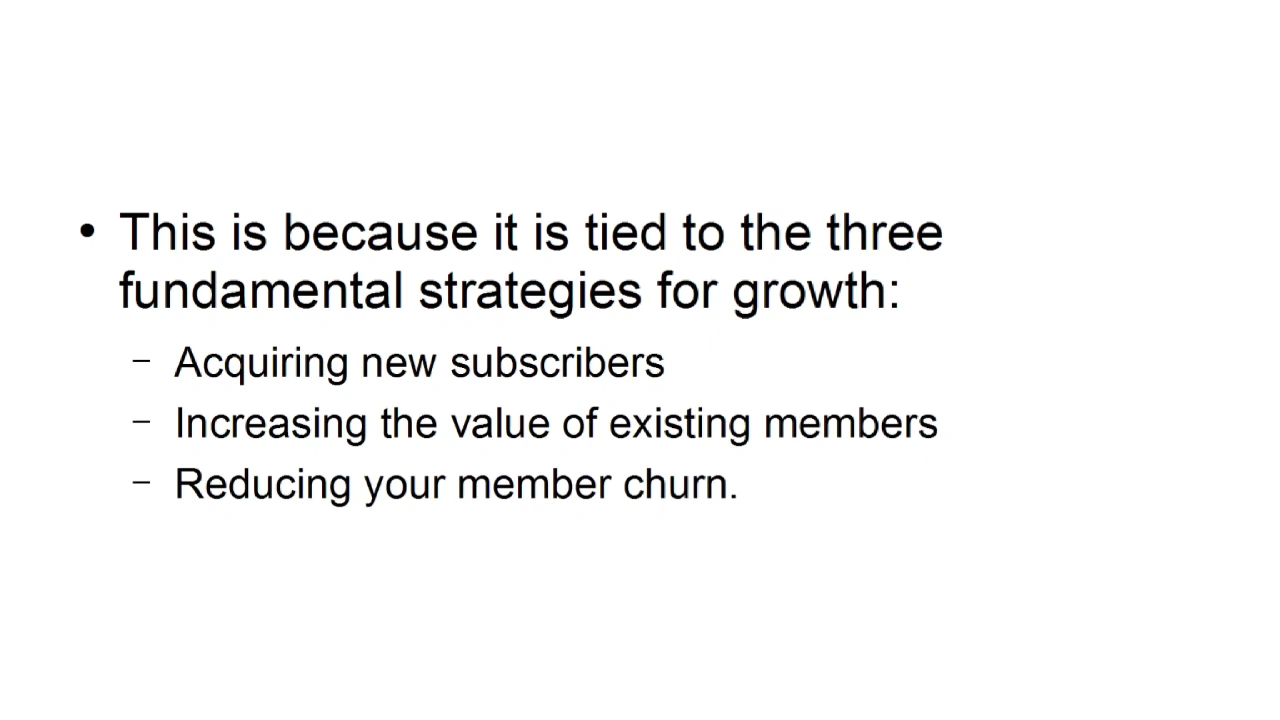 • This is because it is tied to the three
fundamental strategies for growth:
– Acquiring new subscribers
– Increasing the value of existing members
– Reducing your member churn.